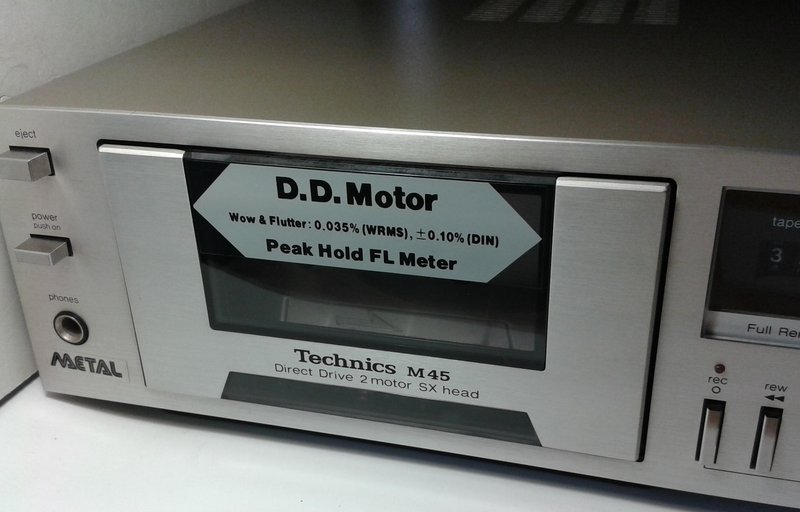 eject
power
push on
phones
METAL
D.D. Motor
Wow & Flutter: 0.035% (WRMS), ±0.10% (DIN)
Peak Hold FL Meter
Technics M45
Direct Drive 2 motor SX head
tape
3
Full
rec
rew